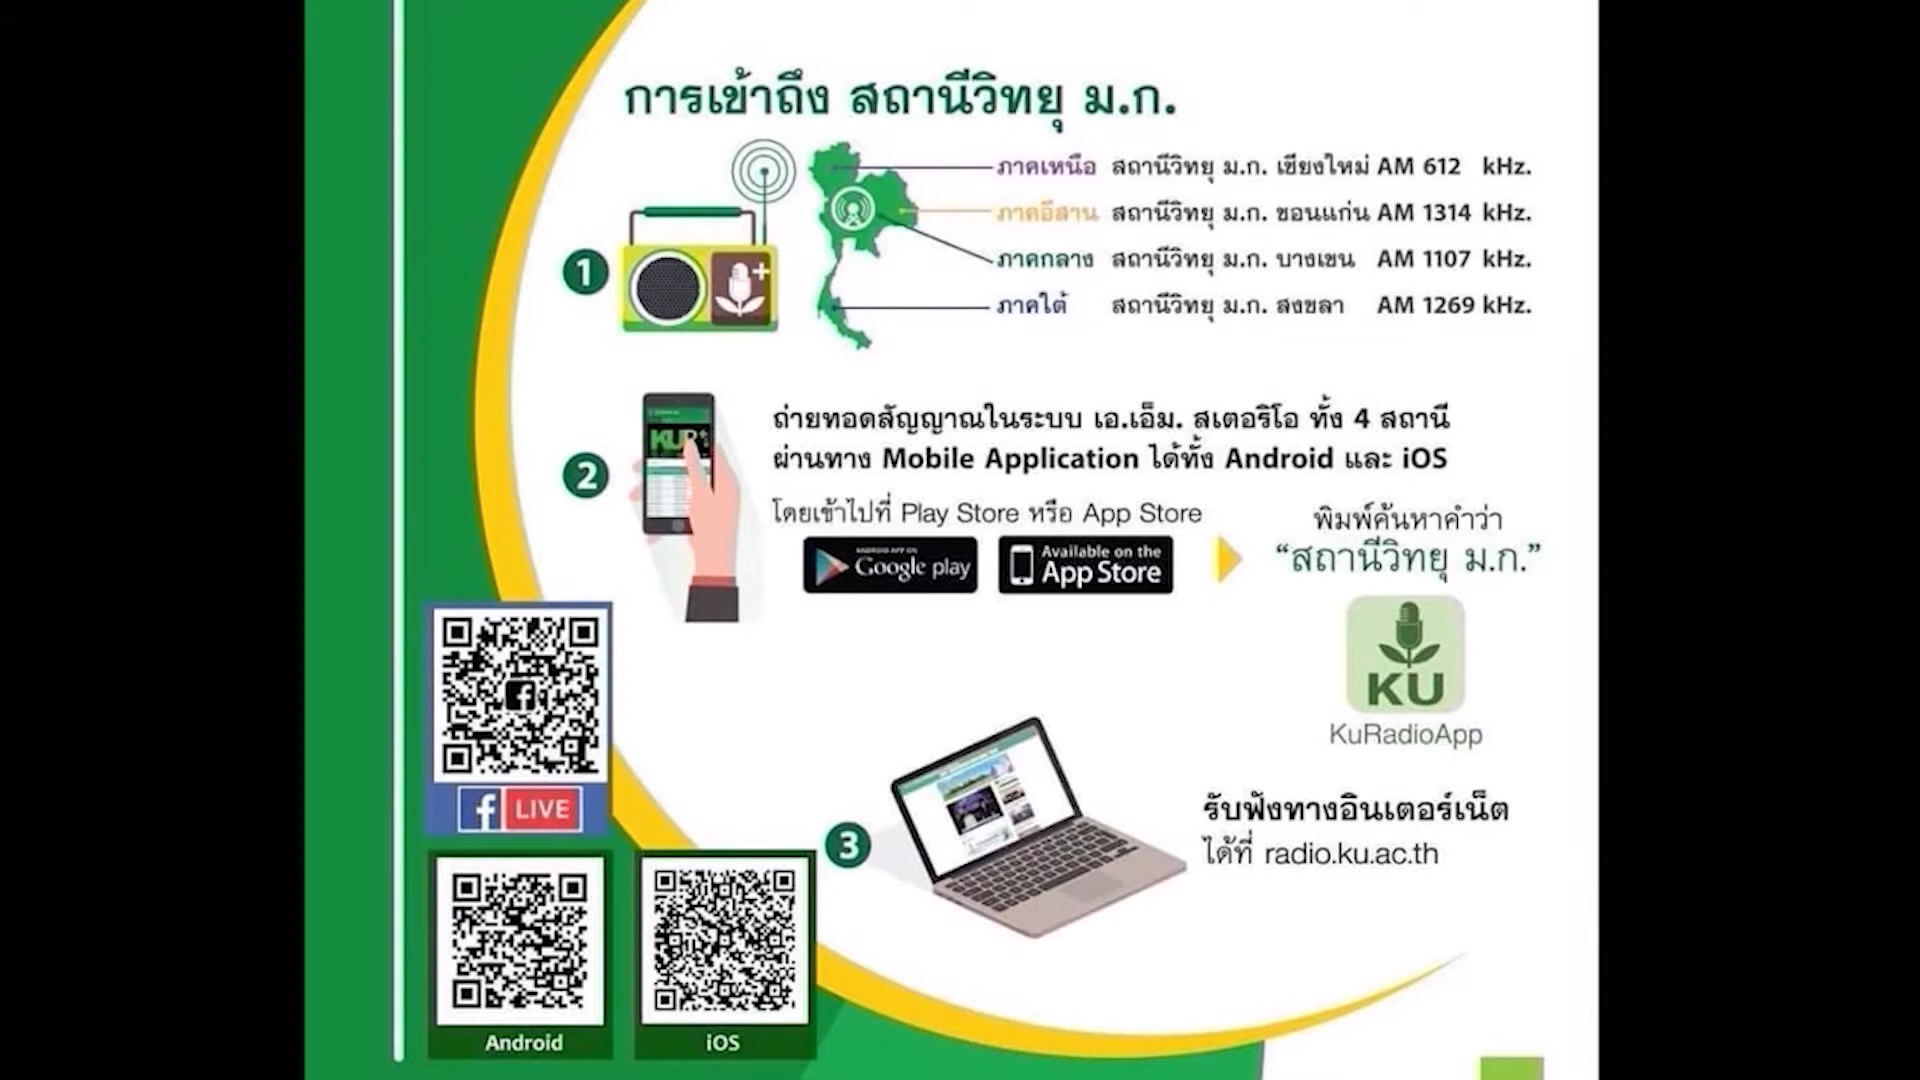 การเข้าถึง สถานีวิทยุ ม.ก.
1
ภาคเหนือ สถานีวิทยุ ม.ก. เชียงใหม่ AM 612 kHz.
ภาคอีสาน สถานีวิทยุ ม.ก. ขอนแก่น AM 1314 kHz.
ภาคกลาง สถานีวิทยุ ม.ก. บางเขน AM 1107 kHz.
ภาคใต้ สถานีวิทยุ ม.ก. สงขลา AM 1269 kHz.
2
ถ่ายทอดสัญญาณในระบบ เอ.เอ็ม. สเตอริโอ ทั้ง 4 สถานี
ผ่านทาง Mobile Application ได้ทั้ง Android และ iOS
โดยเข้าไปที่ Play Store หรือ App Store
ANDROID APP ON
Google play
Available on the
App Store
พิมพ์ค้นหาคำว่า
“สถานีวิทยุ ม.ก.”
KU
KuRadioApp
3
รับฟังทางอินเตอร์เน็ต
ได้ที่ radio.ku.ac.th
f LIVE
Android
iOS